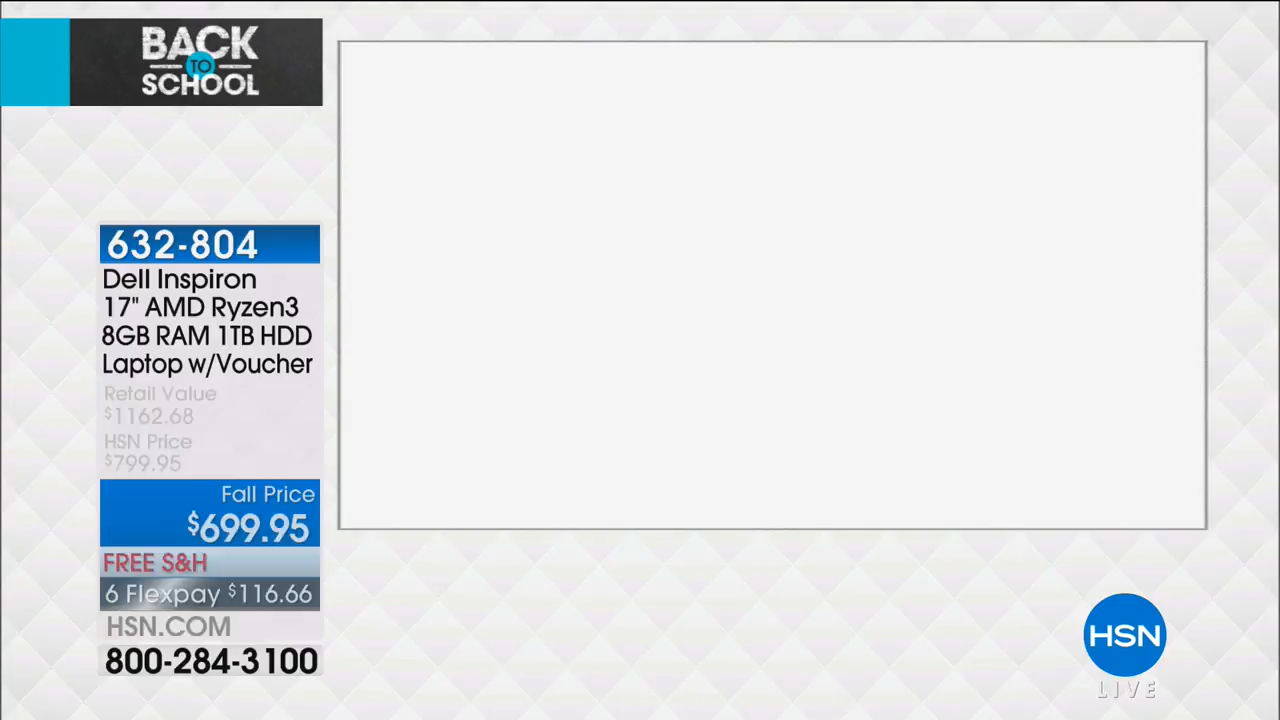 BACK
TO
SCHOOL
632-804
Dell Inspiron
17" AMD Ryzen3
8GB RAM 1TB HDD
Laptop w/Voucher
Retail Value
$1162.68
HSN Price
$799.95
Fall Price
$699.95
FREE S&H
6 Flexpay $116.66
HSN.COM
800-284-3100
HSN
LIVE